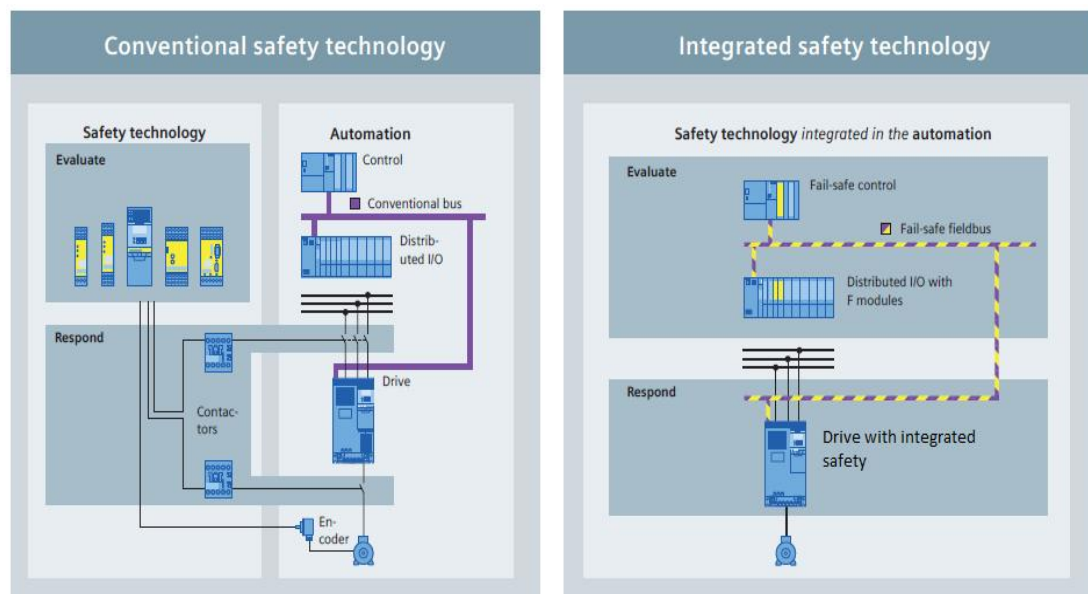 Conventional safety technology
Safety technology
Evaluate
Respond
Contac-
tors
Automation
Control
Conventional bus
Distrib-
uted I/O
Drive
En-
coder
Integrated safety technology
Safety technology integrated in the automation
Evaluate
Fail-safe control
Fail-safe fieldbus
Distributed I/O with
F modules
Respond
Drive with integrated
safety